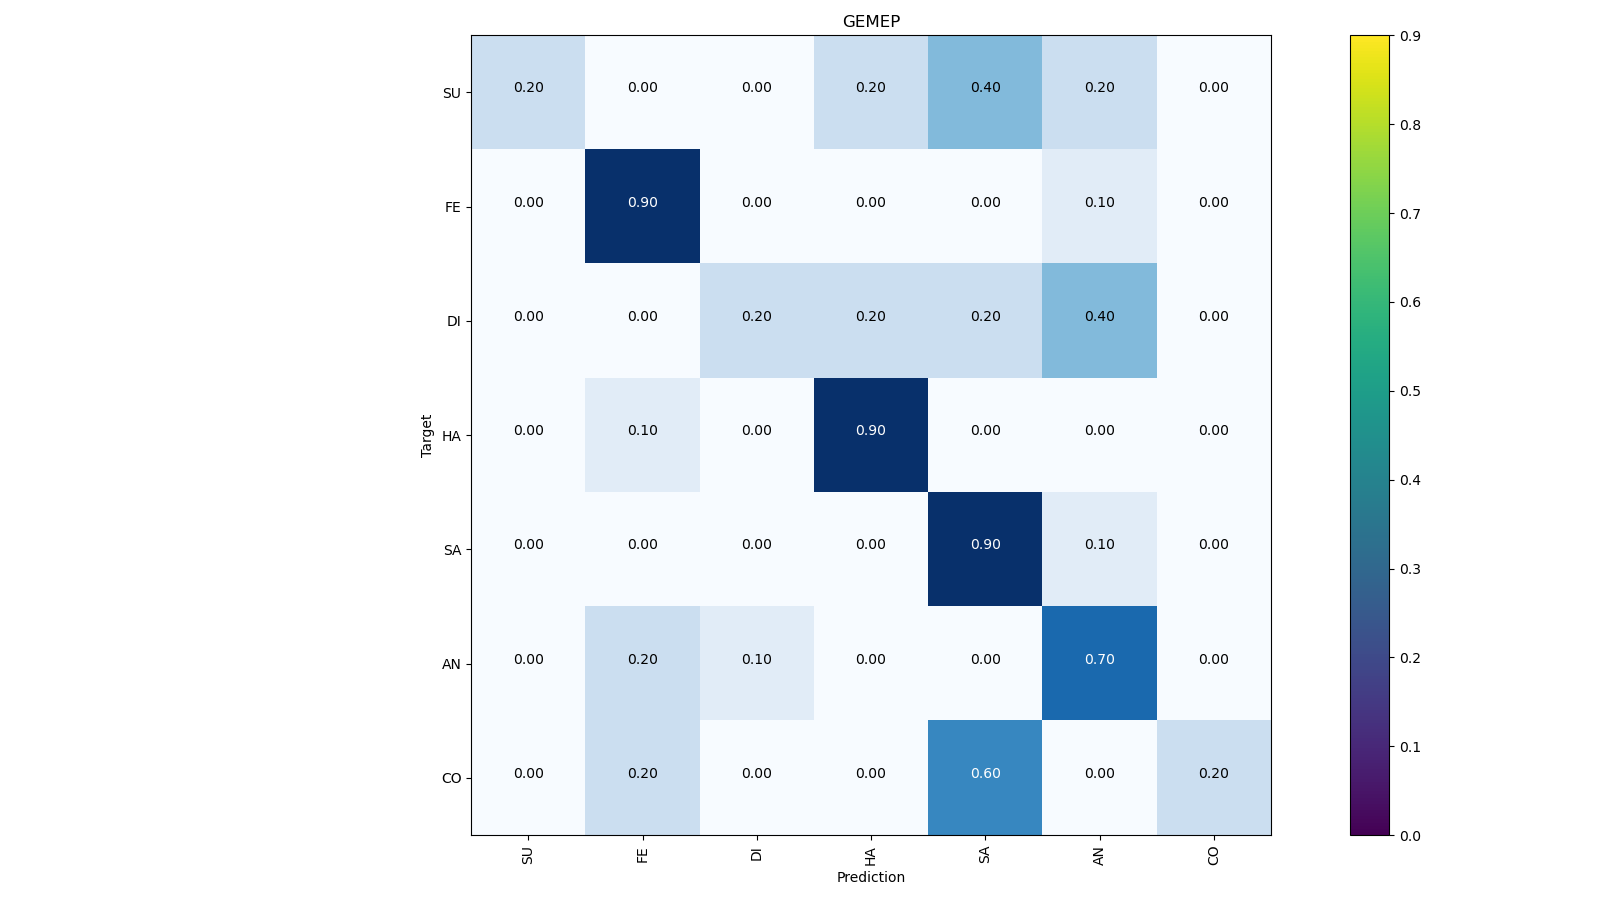 GEMEP
SU 0.20 0.00 0.00 0.20 0.40 0.20 0.00
FE 0.00 0.90 0.00 0.00 0.00 0.10 0.00
DI 0.00 0.00 0.20 0.20 0.20 0.40 0.00
HA 0.00 0.10 0.00 0.90 0.00 0.00 0.00
SA 0.00 0.00 0.00 0.00 0.90 0.10 0.00
AN 0.00 0.20 0.10 0.00 0.00 0.70 0.00
CO 0.00 0.20 0.00 0.00 0.60 0.00 0.20
Target
SU FE DI HA SA AN CO
Prediction
0.9
0.8
0.7
0.6
0.5
0.4
0.3
0.2
0.1
0.0